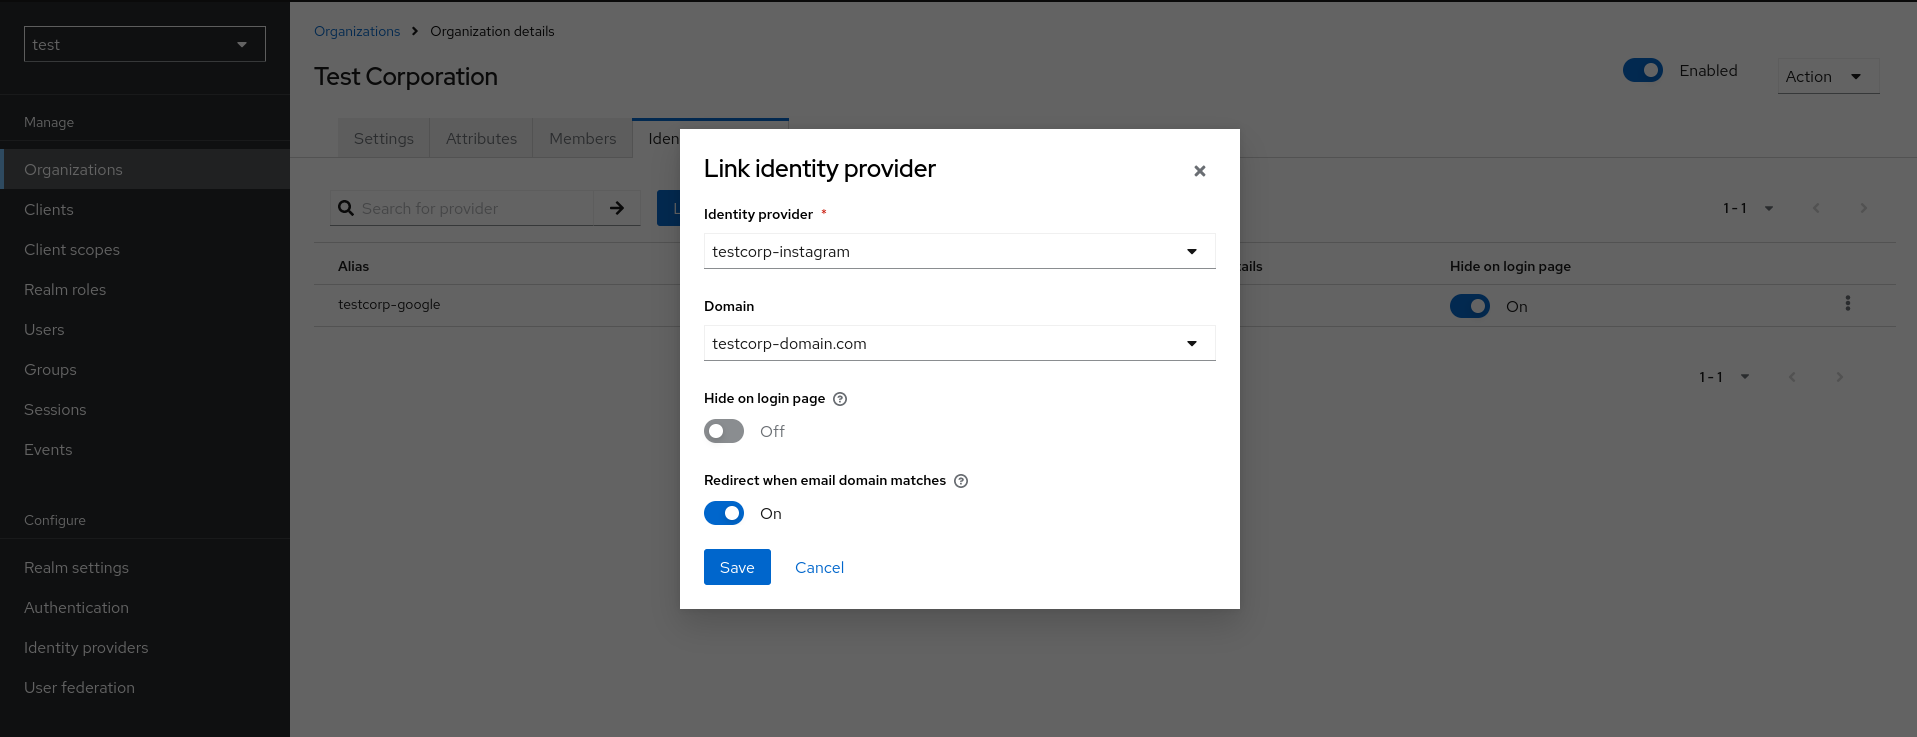 test
Manage
Organizations
Clients
Client scopes
Realm roles
Users
Groups
Sessions
Events
Configure
Realm settings
Authentication
Identity providers
User federation
Organizations > Organization details
Test Corporation
Enabled
Action
Settings Attributes Members Iden
Search for provider L
1 - 1
Alias ails Hide on login page
testcorp-google On
1 - 1
Link identity provider
Identity provider *
testcorp-instagram
Domain
testcorp-domain.com
Hide on login page
Off
Redirect when email domain matches
On
Save Cancel